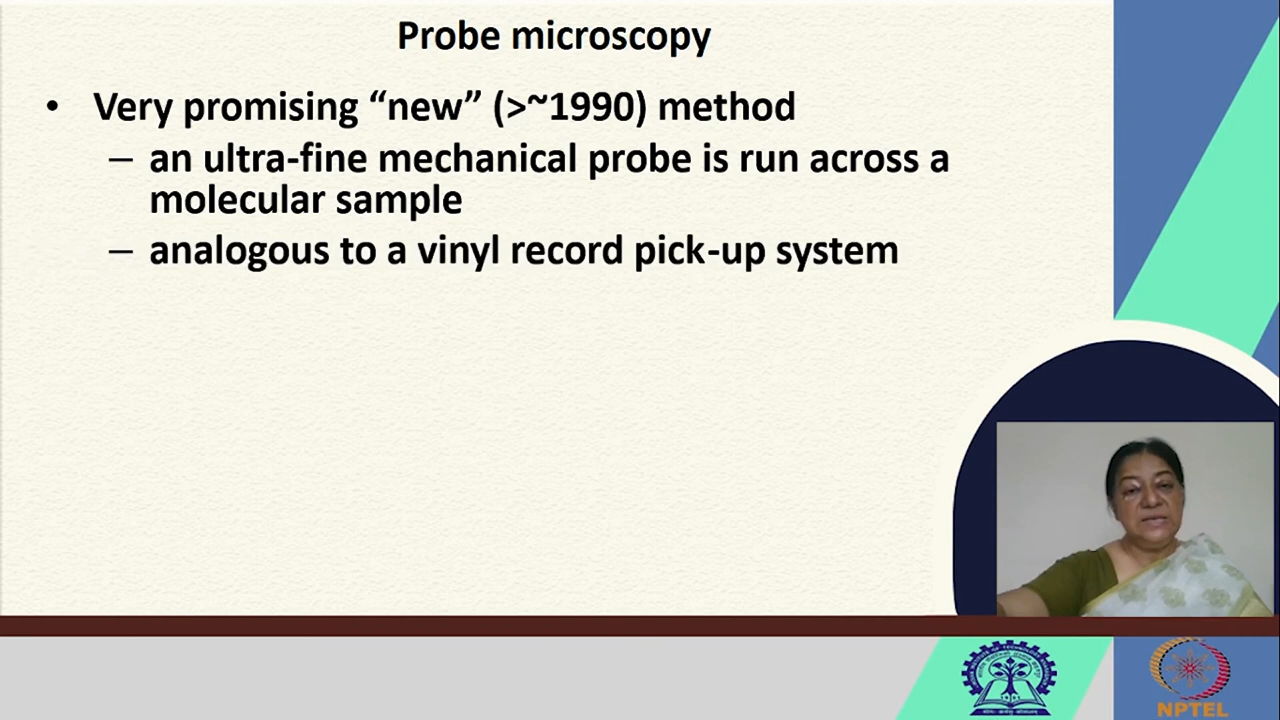 Probe microscopy
• Very promising “new” (>~1990) method
– an ultra-fine mechanical probe is run across a
molecular sample
– analogous to a vinyl record pick-up system
NPTEL